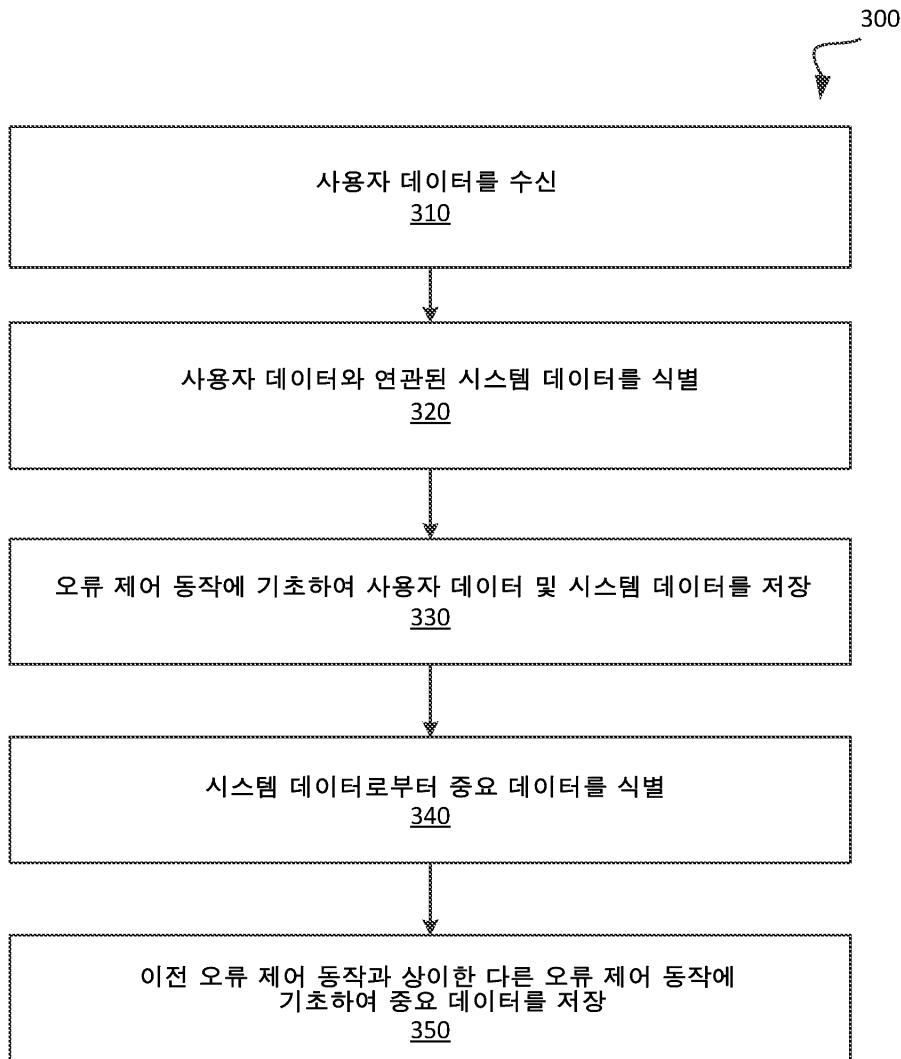 300
사용자 데이터를 수신
310
사용자 데이터와 연관된 시스템 데이터를 식별
320
오류 제어 동작에 기초하여 사용자 데이터 및 시스템 데이터를 저장
330
시스템 데이터로부터 중요 데이터를 식별
340
이전 오류 제어 동작과 상이한 다른 오류 제어 동작에
기초하여 중요 데이터를 저장
350